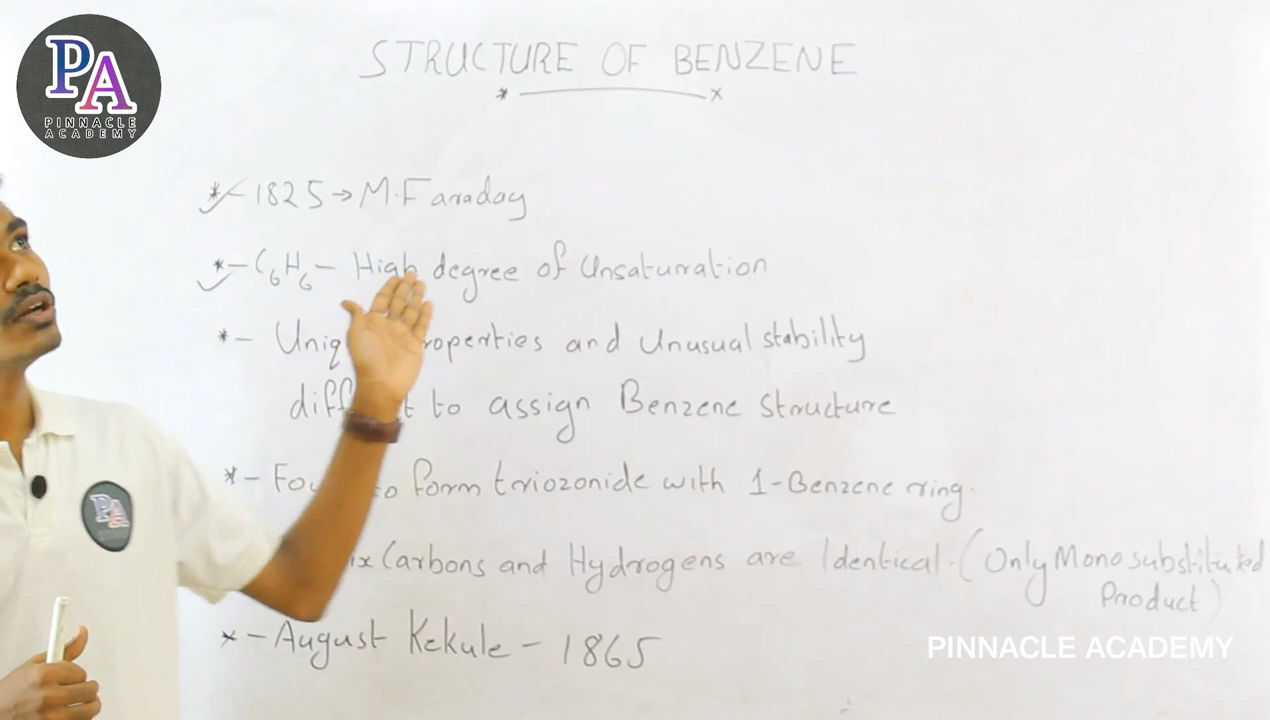 PA
PINNACLE
ACADEMY
STRUCTURE OF BENZENE
*- 1825 → M.Faraday
*- C6H6 - High degree of Unsaturation
*- Uniq roperties and Unusual stability
diff t to assign Benzene structure
*- Fo to form triozonide with 1-Benzene ring.
ix Carbons and Hydrogens are Identical. (Only Monosubstituted
Product)
*- August Kekule - 1865
PINNACLE ACADEMY
PA